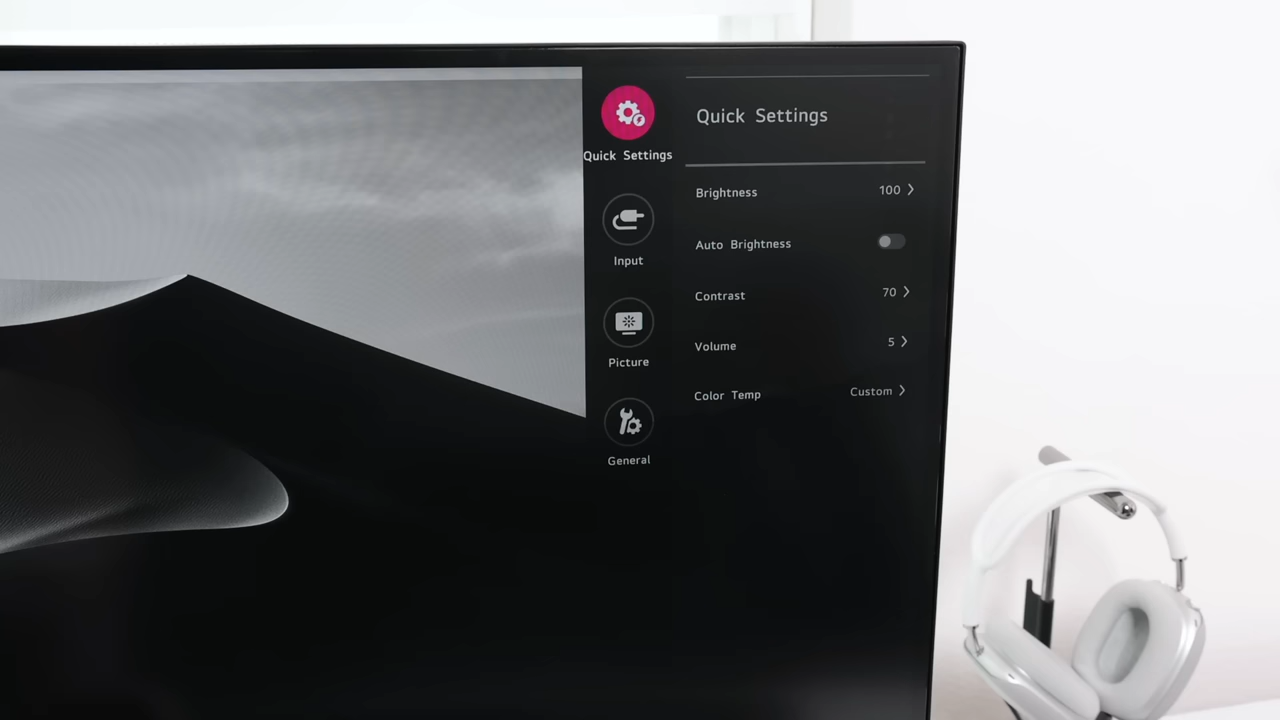 Quick Settings
Quick Settings
Input
Picture
General
Brightness 100
Auto Brightness
Contrast 70
Volume 5
Color Temp Custom